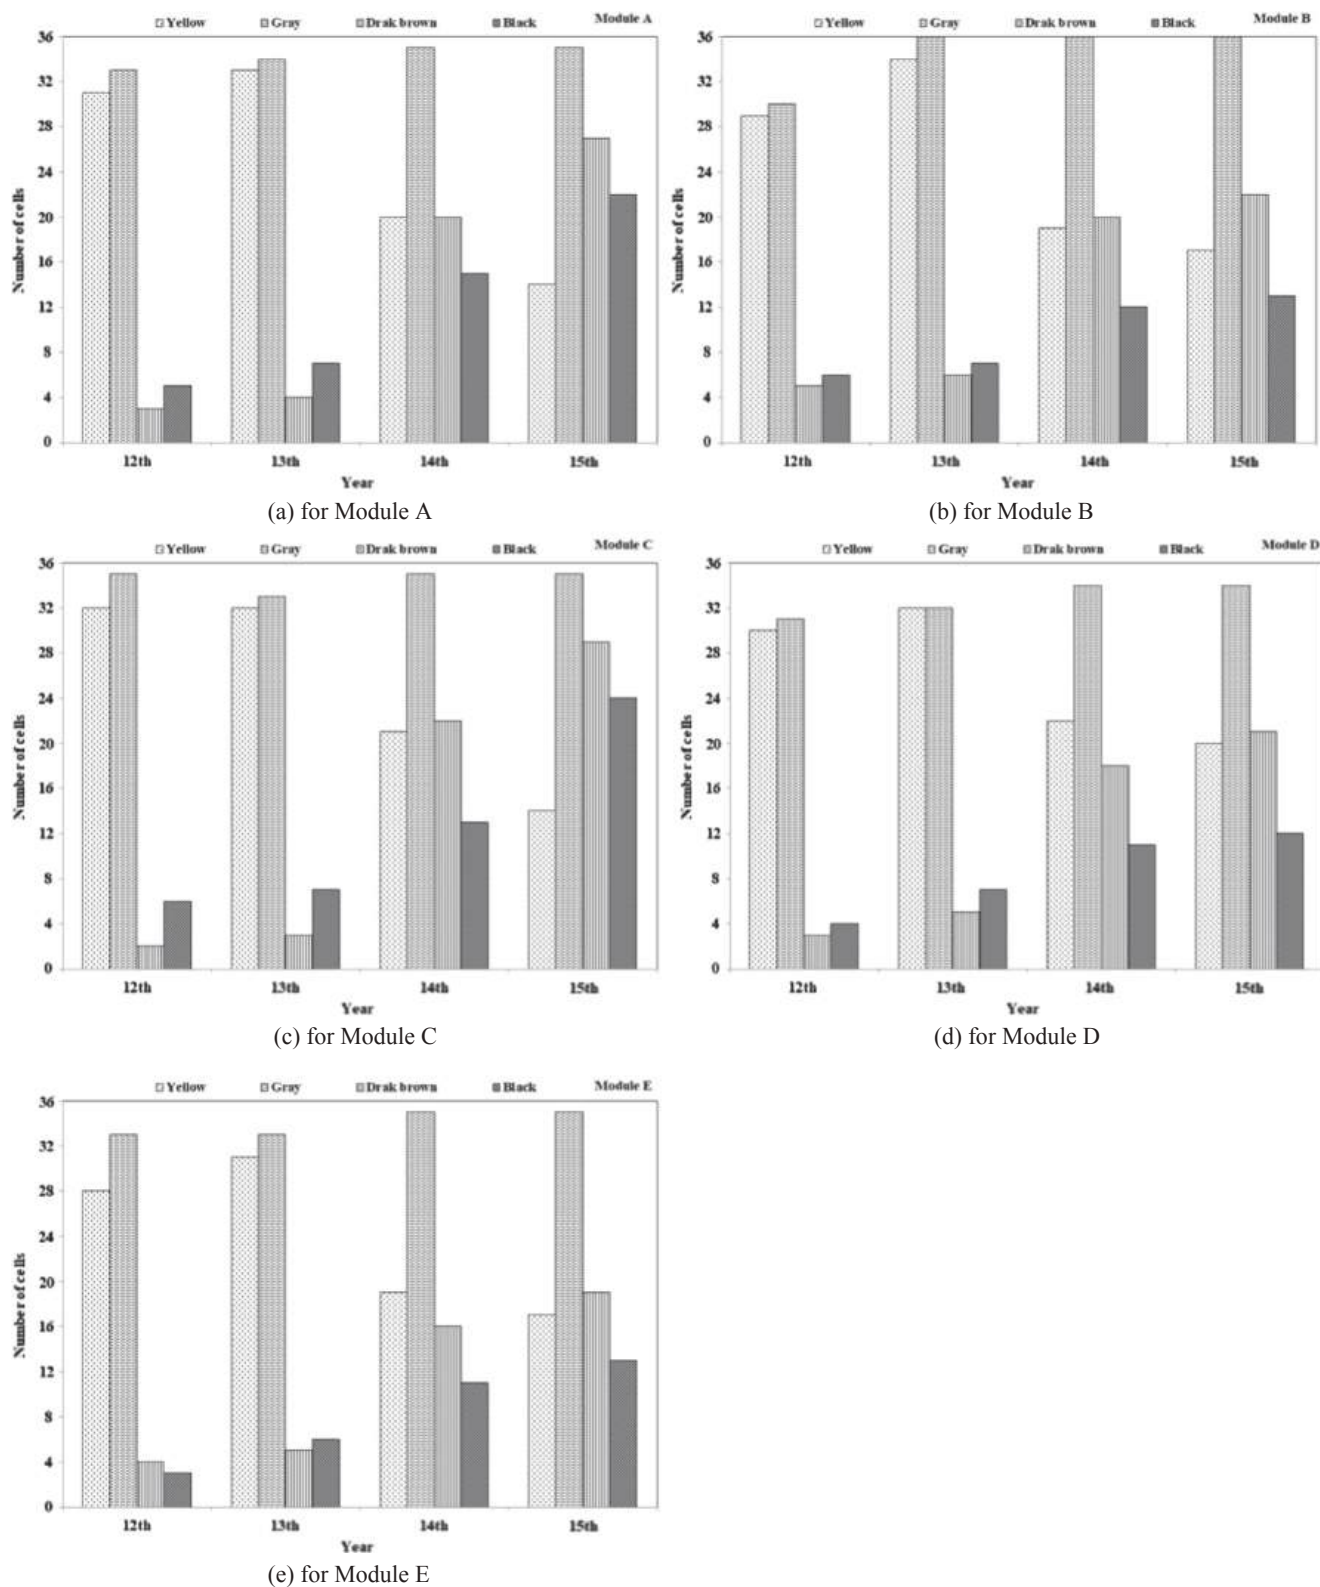 Yellow Gray Drak brown Black Module A
36
32
28
24
20
16
12
8
4
0
Number of cells
12th 13th 14th 15th
Year
(a) for Module A
Yellow Gray Drak brown Black Module B
36
32
28
24
20
16
12
8
4
0
Number of cells
12th 13th 14th 15th
Year
(b) for Module B
Yellow Gray Drak brown Black Module C
36
32
28
24
20
16
12
8
4
0
Number of cells
12th 13th 14th 15th
Year
(c) for Module C
Yellow Gray Drak brown Black Module D
36
32
28
24
20
16
12
8
4
0
Number of cells
12th 13th 14th 15th
Year
(d) for Module D
Yellow Gray Drak brown Black Module E
36
32
28
24
20
16
12
8
4
0
Number of cells
12th 13th 14th 15th
Year
(e) for Module E